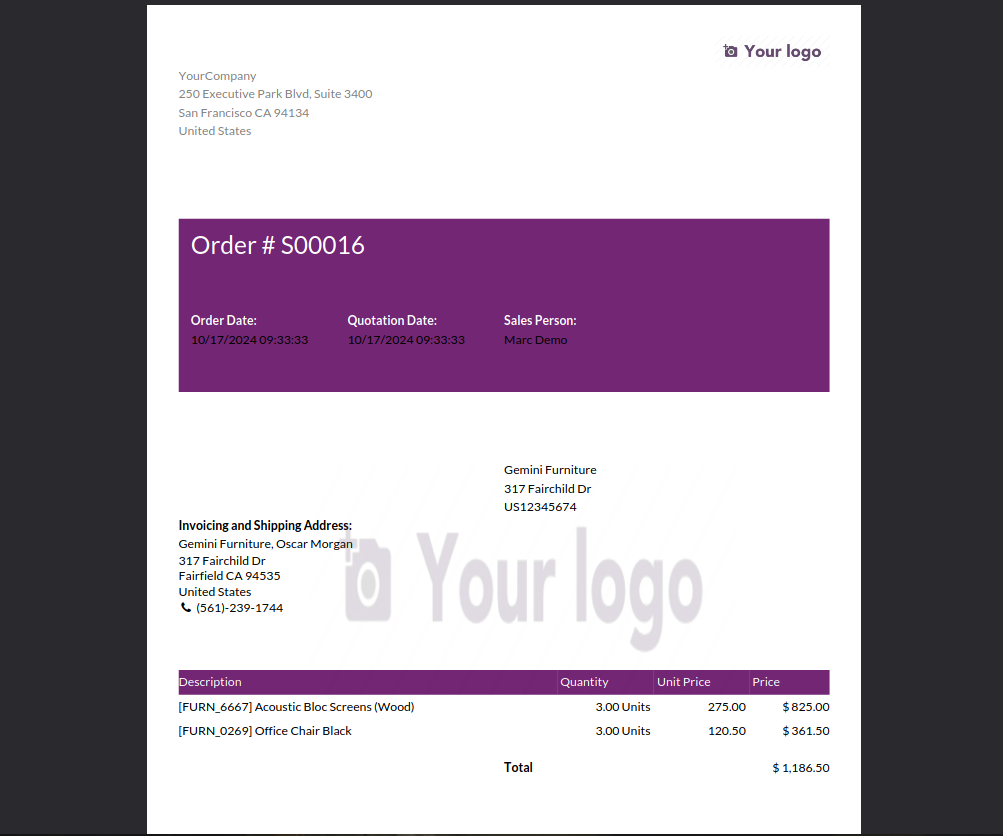 Your logo
YourCompany
250 Executive Park Blvd, Suite 3400
San Francisco CA 94134
United States
Order # S00016
Order Date: Quotation Date: Sales Person:
10/17/2024 09:33:33 10/17/2024 09:33:33 Marc Demo
Gemini Furniture
317 Fairchild Dr
US12345674
Invoicing and Shipping Address:
Gemini Furniture, Oscar Morgan
317 Fairchild Dr
Fairfield CA 94535
United States
(561)-239-1744
Your logo
Description Quantity Unit Price Price
[FURN_6667] Acoustic Bloc Screens (Wood) 3.00 Units 275.00 $ 825.00
[FURN_0269] Office Chair Black 3.00 Units 120.50 $ 361.50
Total $ 1,186.50